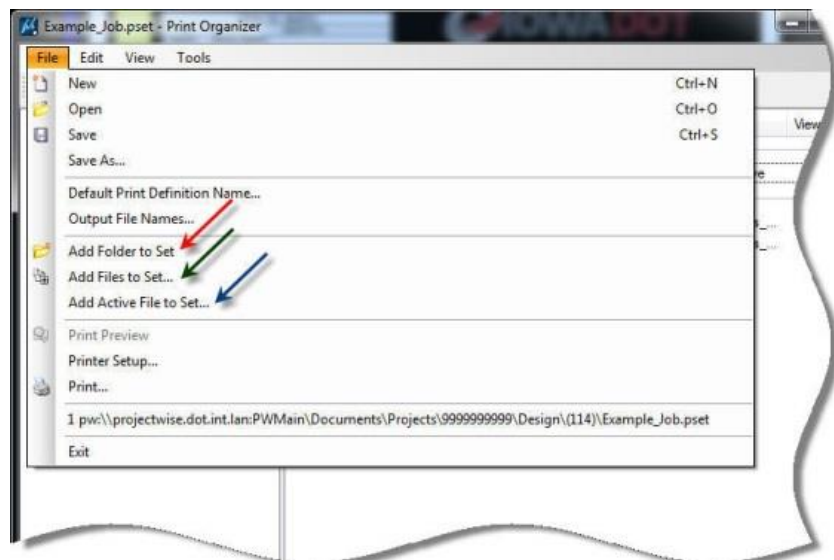 Example_Job.pset - Print Organizer
IOWADOT
File Edit View Tools
New Ctrl+N
Open Ctrl+O
Save Ctrl+S
Save As...
View
Default Print Definition Name...
Output File Names...
Add Folder to Set
Add Files to Set...
Add Active File to Set...
Print Preview
Printer Setup...
Print...
1 pw:\\projectwise.dot.int.lan:PWMain\Documents\Projects\9999999999\Design\(114)\Example_Job.pset
Exit